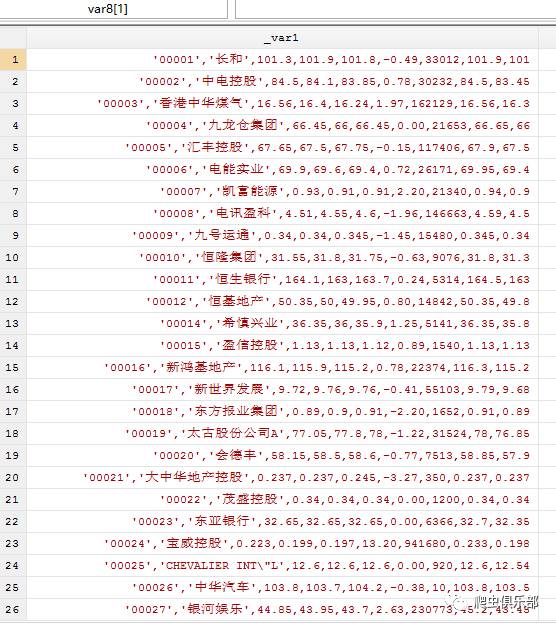 var8[1]
_var1
1 '00001','长和',101.3,101.9,101.8,-0.49,33012,101.9,101
2 '00002','中电控股',84.5,84.1,83.85,0.78,30232,84.5,83.45
3 '00003','香港中华煤气',16.56,16.4,16.24,1.97,162129,16.56,16.3
4 '00004','九龙仓集团',66.45,66,66.45,0.00,21653,66.65,66
5 '00005','汇丰控股',67.65,67.5,67.75,-0.15,117406,67.9,67.5
6 '00006','电能实业',69.9,69.6,69.4,0.72,26171,69.95,69.4
7 '00007','凯富能源',0.93,0.91,0.91,2.20,21340,0.94,0.9
8 '00008','电讯盈科',4.51,4.55,4.6,-1.96,146663,4.59,4.5
9 '00009','九号运通',0.34,0.34,0.345,-1.45,15480,0.345,0.34
10 '00010','恒隆集团',31.55,31.8,31.75,-0.63,9076,31.8,31.3
11 '00011','恒生银行',164.1,163,163.7,0.24,5314,164.5,163
12 '00012','恒基地产',50.35,50,49.95,0.80,14842,50.35,49.8
13 '00014','希慎兴业',36.35,36,35.9,1.25,5141,36.35,35.8
14 '00015','盈信控股',1.13,1.13,1.12,0.89,1540,1.13,1.13
15 '00016','新鸿基地产',116.1,115.9,115.2,0.78,22374,116.3,115.2
16 '00017','新世界发展',9.72,9.76,9.76,-0.41,55103,9.79,9.68
17 '00018','东方报业集团',0.89,0.9,0.91,-2.20,1652,0.91,0.89
18 '00019','太古股份公司A',77.05,77.8,78,-1.22,31524,78,76.85
19 '00020','会德丰',58.15,58.5,58.6,-0.77,7513,58.85,57.9
20 '00021','大中华地产控股',0.237,0.237,0.245,-3.27,350,0.237,0.237
21 '00022','茂盛控股',0.34,0.34,0.34,0.00,1200,0.34,0.34
22 '00023','东亚银行',32.65,32.65,32.65,0.00,6366,32.7,32.35
23 '00024','宝威控股',0.223,0.199,0.197,13.20,941680,0.233,0.198
24 '00025','CHEVALIER INT\"L',12.6,12.6,12.6,0.00,920,12.6,12.54
25 '00026','中华汽车',103.8,103.7,104.2,-0.38,10,103.8,103.5
26 '00027','银河娱乐',44.85,43.95,43.7,2.63,230773,45.2,43.45
爬虫俱乐部